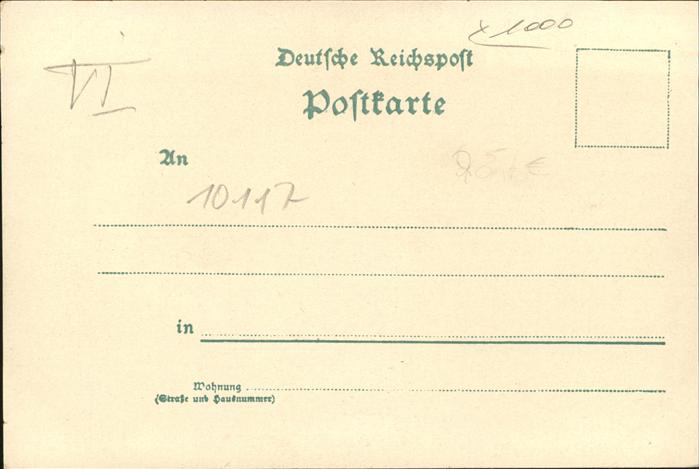 x 1000
VI
Deutsche Reichspost
Postkarte
An
10117
in
Wohnung
(Straße und Hausnummer)